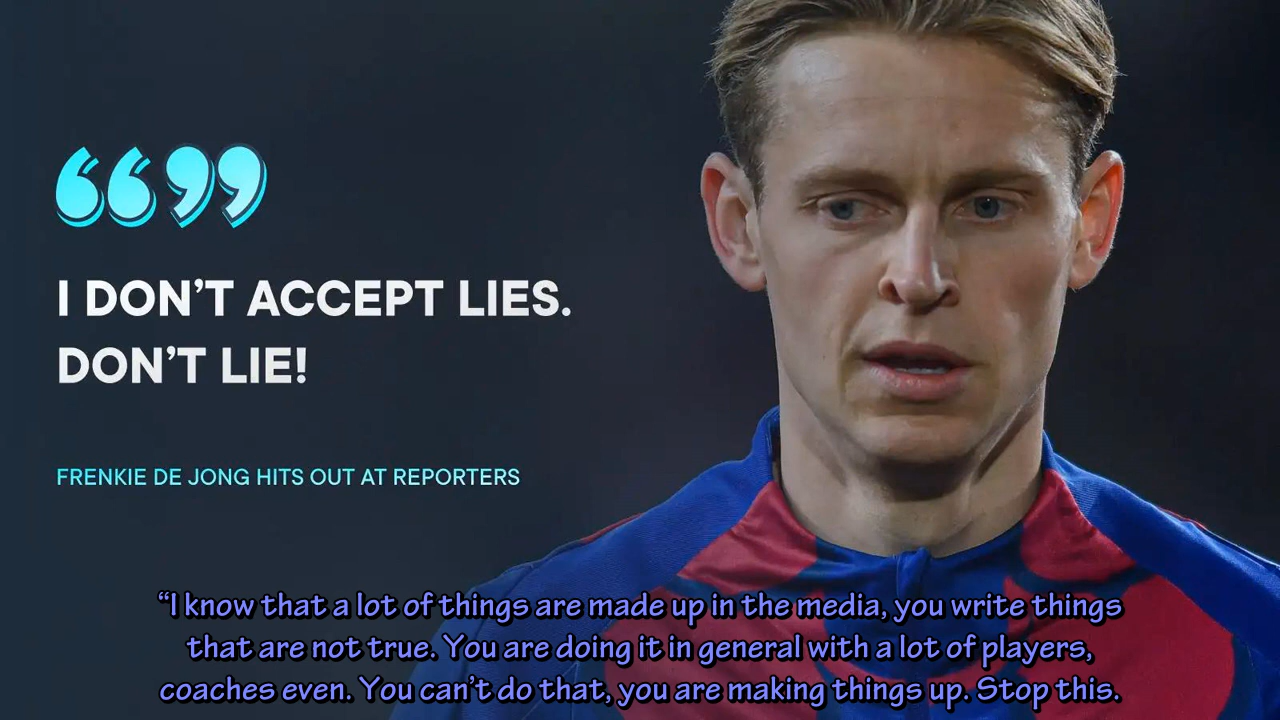 “”
I DON’T ACCEPT LIES.
DON’T LIE!
FRENKIE DE JONG HITS OUT AT REPORTERS
“I know that a lot of things are made up in the media, you write things
that are not true. You are doing it in general with a lot of players,
coaches even. You can’t do that, you are making things up. Stop this.